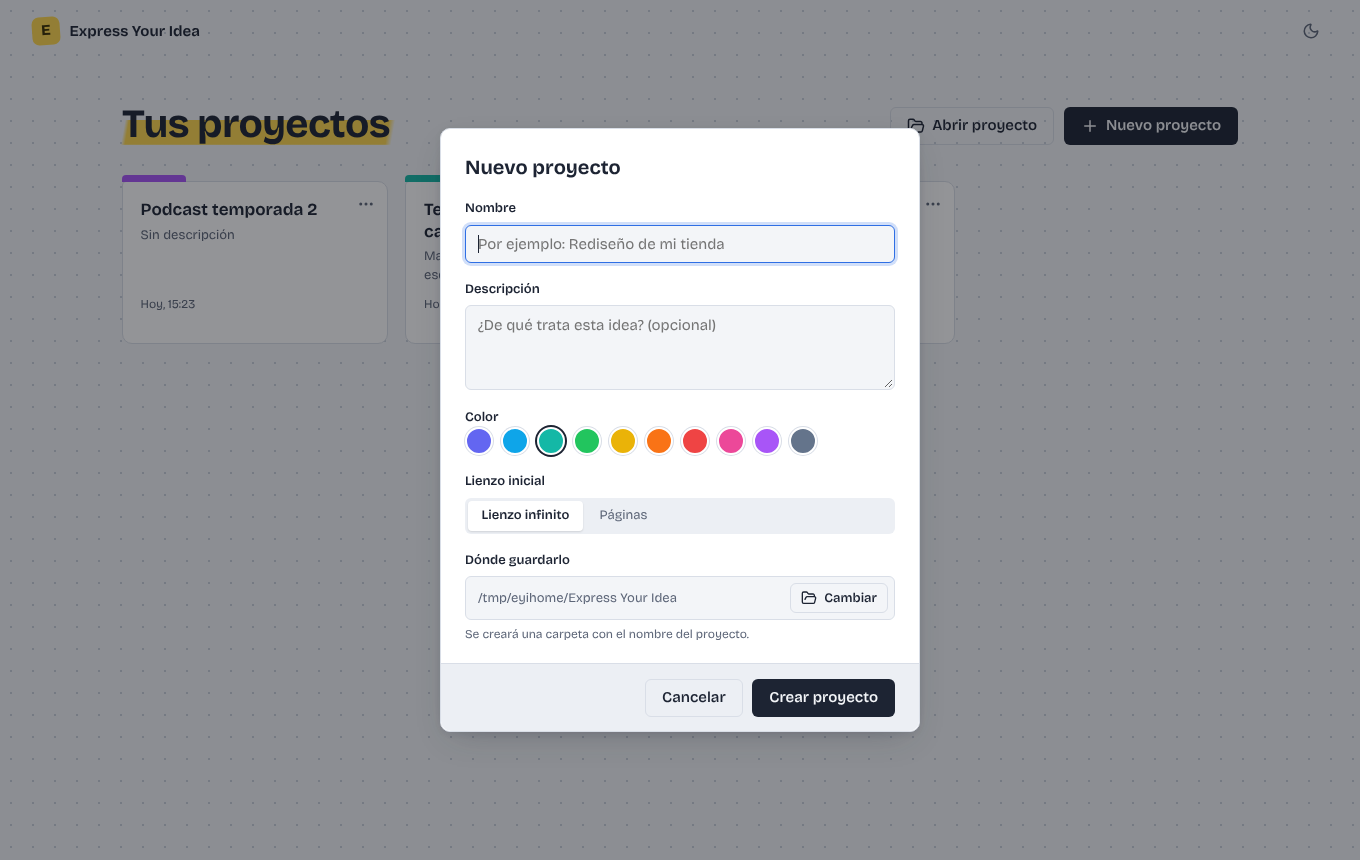 E
Express Your Idea
Tus proyectos
Abrir proyecto
Nuevo proyecto
Podcast temporada 2
Sin descripción
Hoy, 15:23
Nuevo proyecto
Nombre
Por ejemplo: Rediseño de mi tienda
Descripción
¿De qué trata esta idea? (opcional)
Color
Lienzo inicial
Lienzo infinito
Páginas
Dónde guardarlo
/tmp/eyihome/Express Your Idea
Cambiar
Se creará una carpeta con el nombre del proyecto.
Cancelar
Crear proyecto